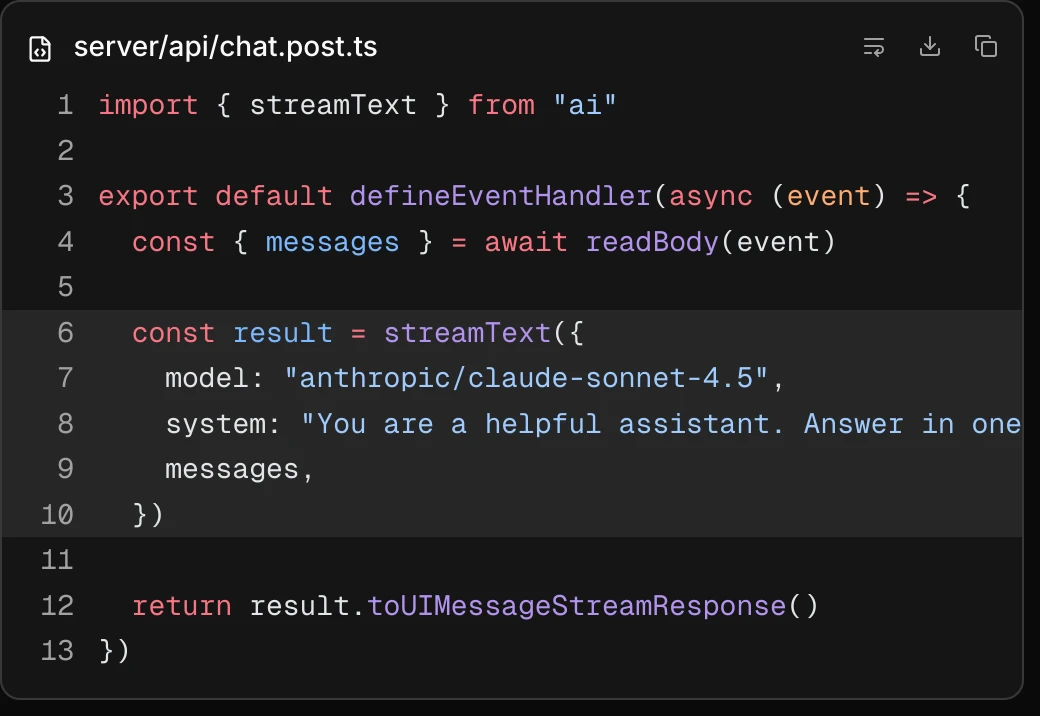 server/api/chat.post.ts
1 import { streamText } from "ai"
2
3 export default defineEventHandler(async (event) => {
4   const { messages } = await readBody(event)
5
6   const result = streamText({
7     model: "anthropic/claude-sonnet-4.5",
8     system: "You are a helpful assistant. Answer in one
9     messages,
10   })
11
12   return result.toUIMessageStreamResponse()
13 })